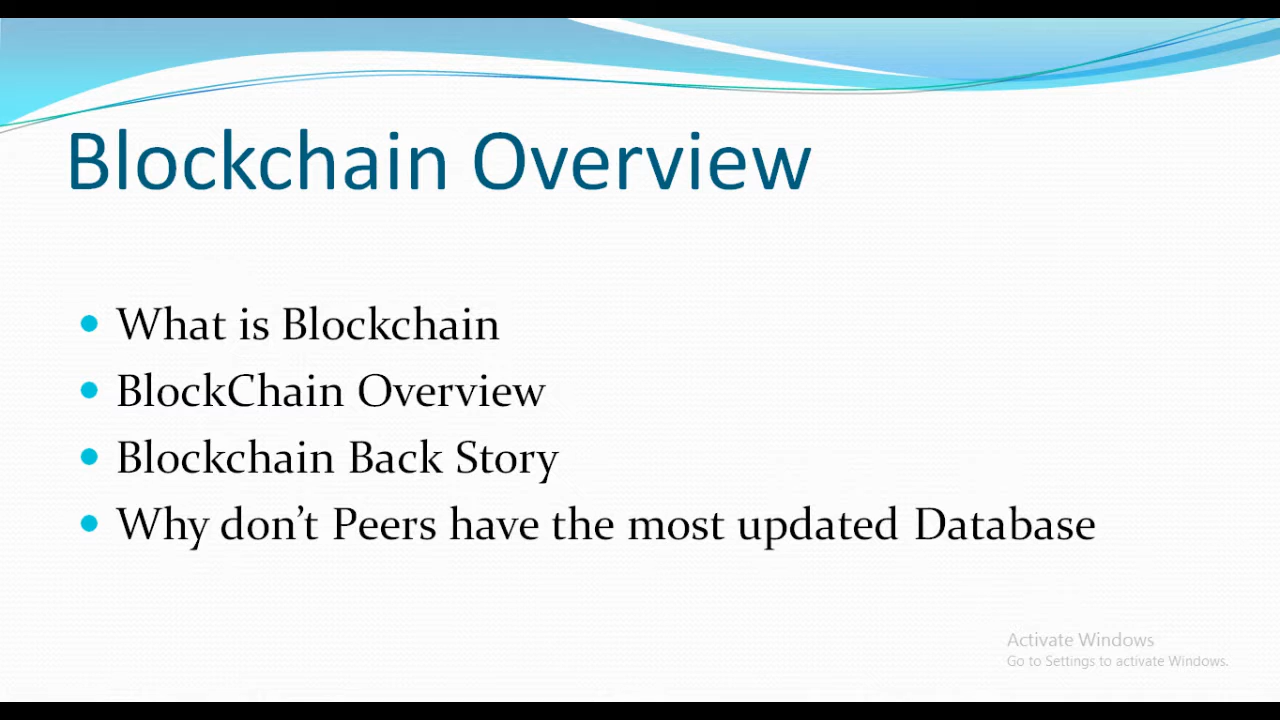 Blockchain Overview
What is Blockchain
BlockChain Overview
Blockchain Back Story
Why don’t Peers have the most updated Database
Activate Windows
Go to Settings to activate Windows.